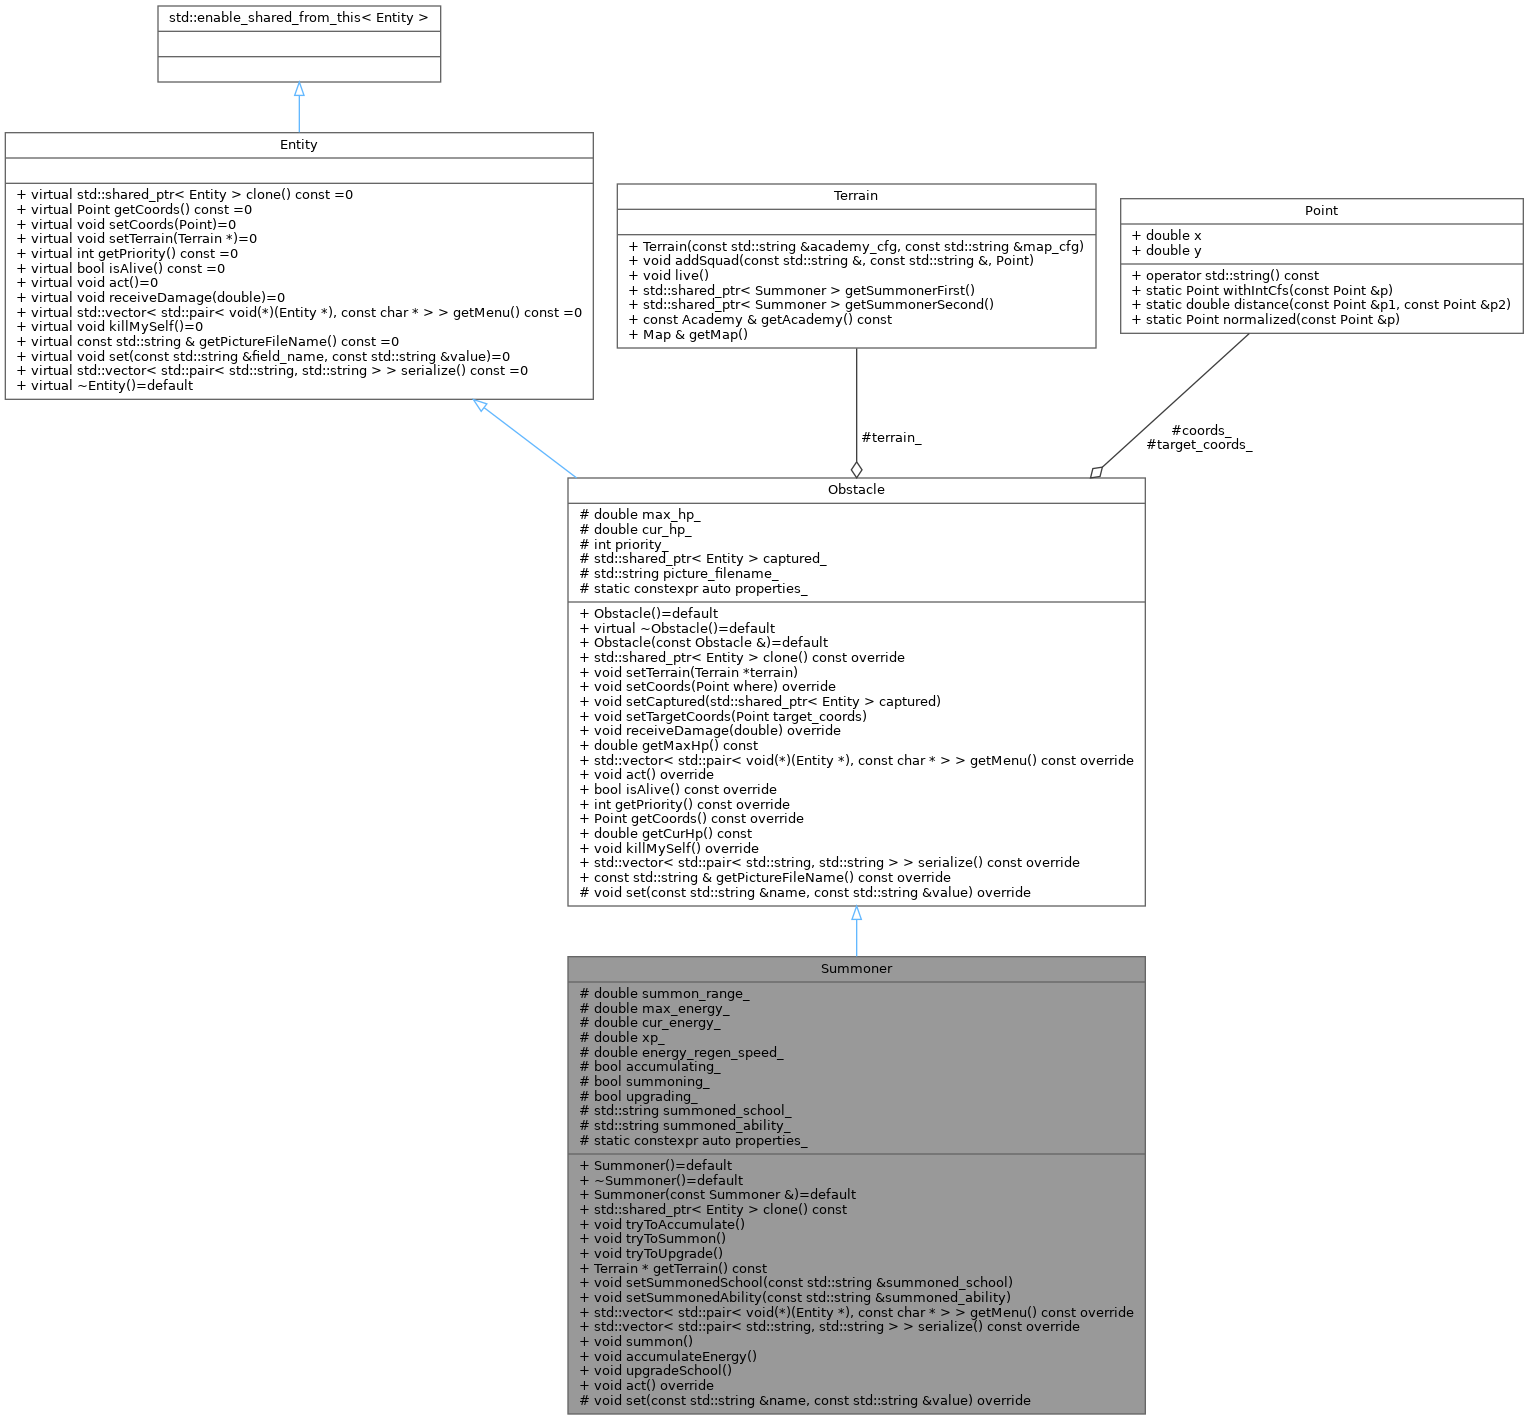 std::enable_shared_from_this< Entity >
Entity
+ virtual std::shared_ptr< Entity > clone() const =0
+ virtual Point getCoords() const =0
+ virtual void setCoords(Point)=0
+ virtual void setTerrain(Terrain *)=0
+ virtual int getPriority() const =0
+ virtual bool isAlive() const =0
+ virtual void act()=0
+ virtual void receiveDamage(double)=0
+ virtual std::vector< std::pair< void(*)(Entity *), const char * > > getMenu() const =0
+ virtual void killMySelf()=0
+ virtual const std::string & getPictureFileName() const =0
+ virtual void set(const std::string &field_name, const std::string &value)=0
+ virtual std::vector< std::pair< std::string, std::string > > serialize() const =0
+ virtual ~Entity()=default
Terrain
+ Terrain(const std::string &academy_cfg, const std::string &map_cfg)
+ void addSquad(const std::string &, const std::string &, Point)
+ void live()
+ std::shared_ptr< Summoner > getSummonerFirst()
+ std::shared_ptr< Summoner > getSummonerSecond()
+ const Academy & getAcademy() const
+ Map & getMap()
Point
+ double x
+ double y
+ operator std::string() const
+ static Point withIntCfs(const Point &p)
+ static double distance(const Point &p1, const Point &p2)
+ static Point normalized(const Point &p)
#terrain_
#coords_
#target_coords_
Obstacle
# double max_hp_
# double cur_hp_
# int priority_
# std::shared_ptr< Entity > captured_
# std::string picture_filename_
# static constexpr auto properties_
+ Obstacle()=default
+ virtual ~Obstacle()=default
+ Obstacle(const Obstacle &)=default
+ std::shared_ptr< Entity > clone() const override
+ void setTerrain(Terrain *terrain)
+ void setCoords(Point where) override
+ void setCaptured(std::shared_ptr< Entity > captured)
+ void setTargetCoords(Point target_coords)
+ void receiveDamage(double) override
+ double getMaxHp() const
+ std::vector< std::pair< void(*)(Entity *), const char * > > getMenu() const override
+ void act() override
+ bool isAlive() const override
+ int getPriority() const override
+ Point getCoords() const override
+ double getCurHp() const
+ void killMySelf() override
+ std::vector< std::pair< std::string, std::string > > serialize() const override
+ const std::string & getPictureFileName() const override
# void set(const std::string &name, const std::string &value) override
Summoner
# double summon_range_
# double max_energy_
# double cur_energy_
# double xp_
# double energy_regen_speed_
# bool accumulating_
# bool summoning_
# bool upgrading_
# std::string summoned_school_
# std::string summoned_ability_
# static constexpr auto properties_
+ Summoner()=default
+ ~Summoner()=default
+ Summoner(const Summoner &)=default
+ std::shared_ptr< Entity > clone() const
+ void tryToAccumulate()
+ void tryToSummon()
+ void tryToUpgrade()
+ Terrain * getTerrain() const
+ void setSummonedSchool(const std::string &summoned_school)
+ void setSummonedAbility(const std::string &summoned_ability)
+ std::vector< std::pair< void(*)(Entity *), const char * > > getMenu() const override
+ std::vector< std::pair< std::string, std::string > > serialize() const override
+ void summon()
+ void accumulateEnergy()
+ void upgradeSchool()
+ void act() override
# void set(const std::string &name, const std::string &value) override